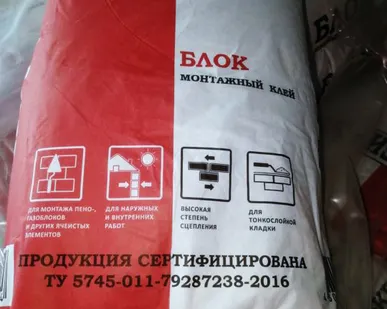 БЛОК
МОНТАЖНЫЙ КЛЕЙ
ДЛЯ МОНТАЖА ПЕНО-,
ГАЗОБЛОКОВ
И ДРУГИХ ЯЧЕИСТЫХ
ЭЛЕМЕНТОВ
ДЛЯ НАРУЖНЫХ
И ВНУТРЕННИХ
РАБОТ
ВЫСОКАЯ
СТЕПЕНЬ
СЦЕПЛЕНИЯ
ДЛЯ
ТОНКОСЛОЙНОЙ
КЛАДКИ
ПРОДУКЦИЯ СЕРТИФИЦИРОВАНА
ТУ 5745-011-79287238-2016